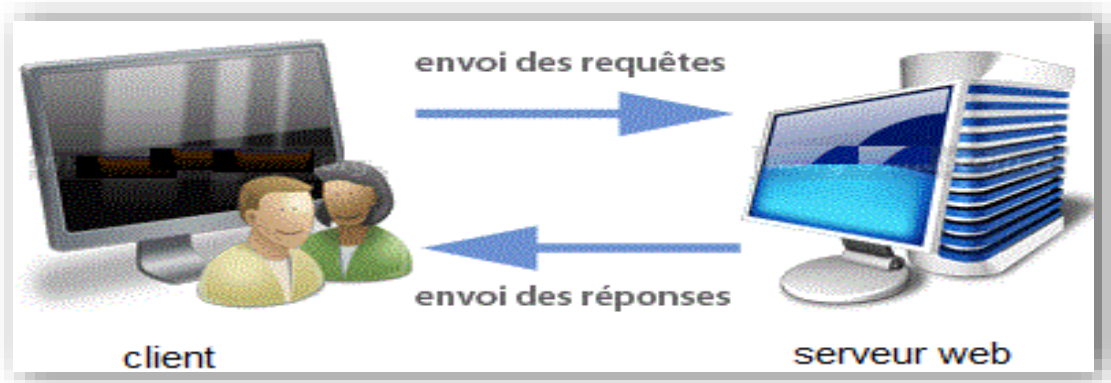 envoi des requêtes
envoi des réponses
client
serveur web